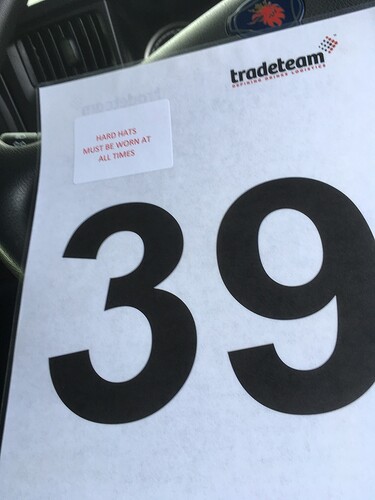 tradeteam
DEFINING DRINKS LOGISTICS
HARD HATS
MUST BE WORN AT
ALL TIMES
39